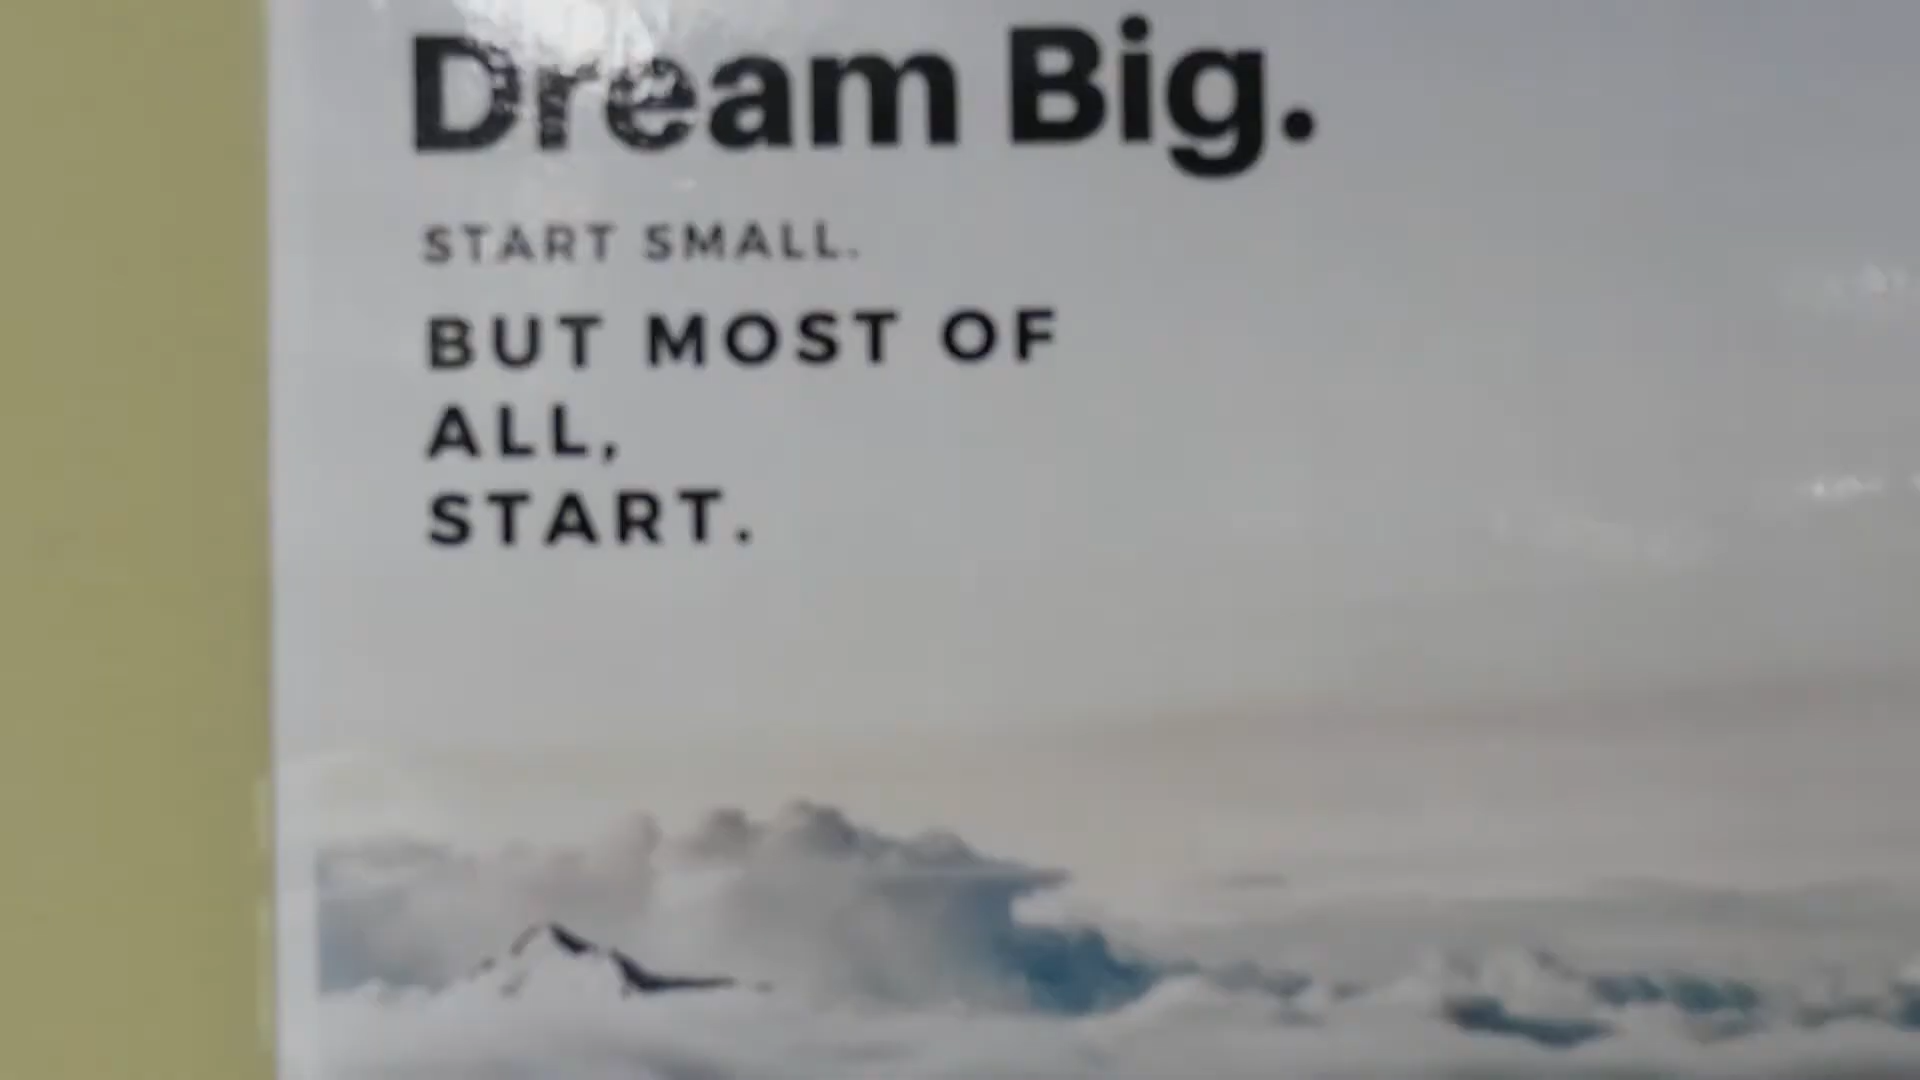 Dream Big.
START SMALL.
BUT MOST OF
ALL,
START.